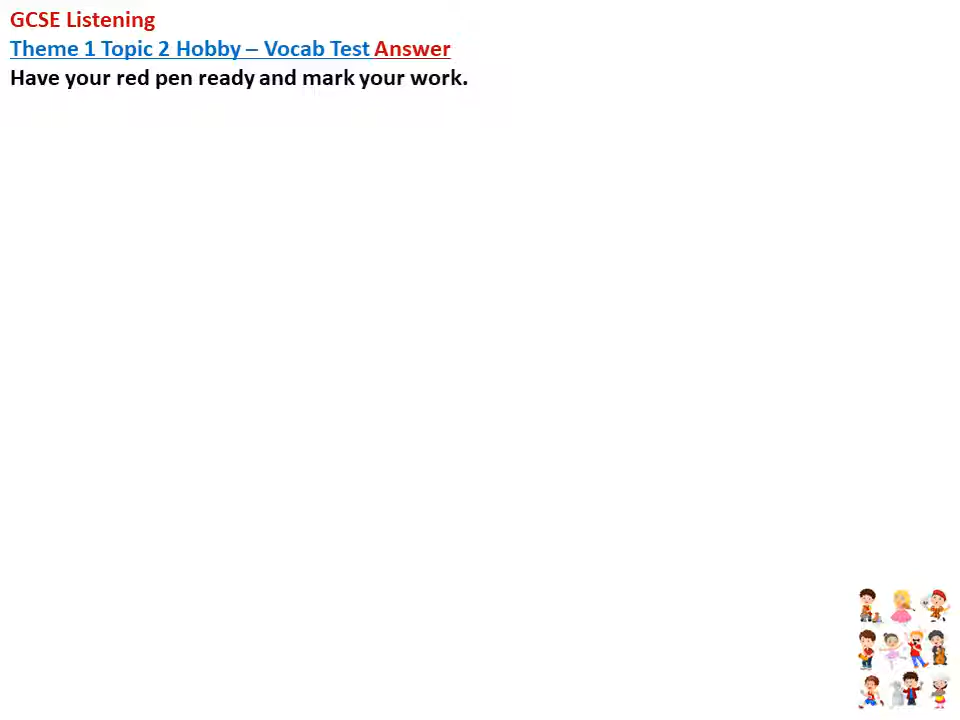 GCSE Listening
Theme 1 Topic 2 Hobby – Vocab Test Answer
Have your red pen ready and mark your work.